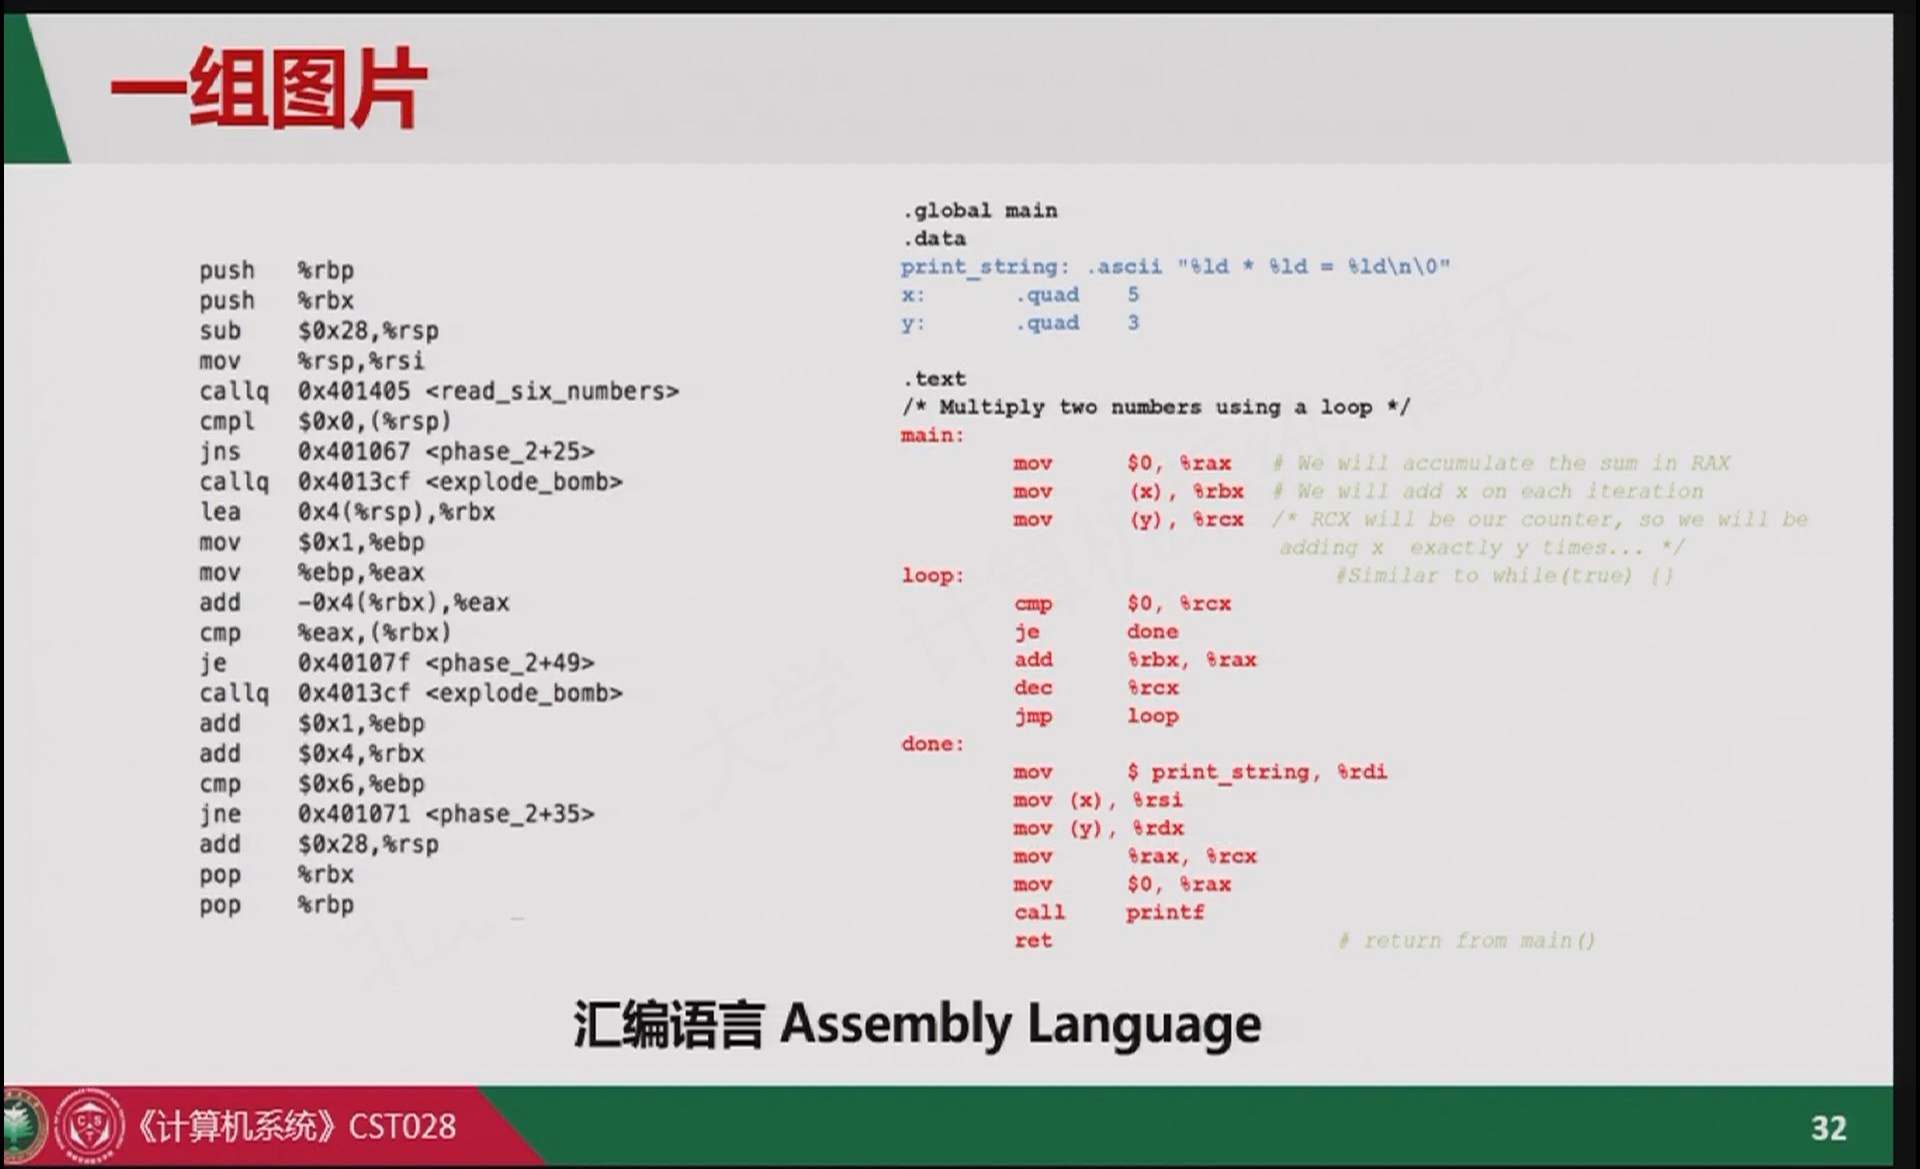 一组图片
push %rbp
push %rbx
sub $0x28,%rsp
mov %rsp,%rsi
callq 0x401405 <read_six_numbers>
cmpl $0x0,(%rsp)
jns 0x401067 <phase_2+25>
callq 0x4013cf <explode_bomb>
lea 0x4(%rsp),%rbx
mov $0x1,%ebp
mov %ebp,%eax
add -0x4(%rbx),%eax
cmp %eax,(%rbx)
je 0x40107f <phase_2+49>
callq 0x4013cf <explode_bomb>
add $0x1,%ebp
add $0x4,%rbx
cmp $0x6,%ebp
jne 0x401071 <phase_2+35>
add $0x28,%rsp
pop %rbx
pop %rbp
.global main
.data
print_string: .ascii "%ld * %ld = %ld\n\0"
x: .quad 5
y: .quad 3
.text
/* Multiply two numbers using a loop */
main:
mov $0, %rax # We will accumulate the sum in RAX
mov (x), %rbx # We will add x on each iteration
mov (y), %rcx /* RCX will be our counter, so we will be
adding x exactly y times... */
loop: #Similar to while(true) {}
cmp $0, %rcx
je done
add %rbx, %rax
dec %rcx
jmp loop
done:
mov $ print_string, %rdi
mov (x), %rsi
mov (y), %rdx
mov %rax, %rcx
mov $0, %rax
call printf
ret # return from main()
汇编语言 Assembly Language
《计算机系统》CST028
32